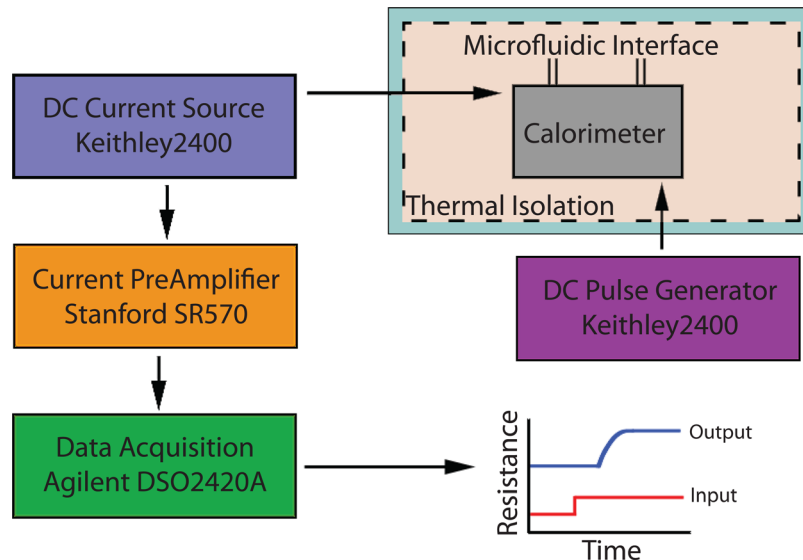 DC Current Source
Keithley2400
Microfluidic Interface
Calorimeter
Thermal Isolation
Current PreAmplifier
Stanford SR570
DC Pulse Generator
Keithley2400
Data Acquisition
Agilent DSO2420A
Resistance
Output
Input
Time